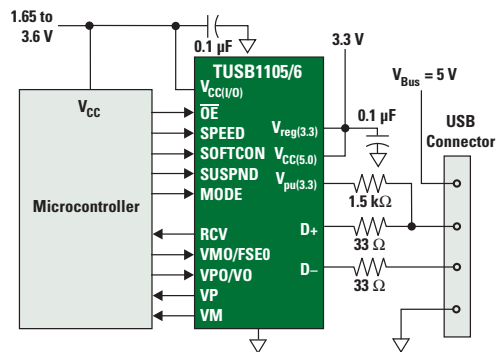 1.65 to
3.6 V
0.1 µF
3.3 V
TUSB1105/6
V_Bus = 5 V
V_CC(I/O)
V_CC
O̅E̅
SPEED
SOFTCON
SUSPND
MODE
V_reg(3.3)
V_CC(5.0)
V_pu(3.3)
0.1 µF
USB
Connector
Microcontroller
1.5 kΩ
RCV
VMO/FSE0
VPO/VO
VP
VM
D+
33 Ω
D–
33 Ω